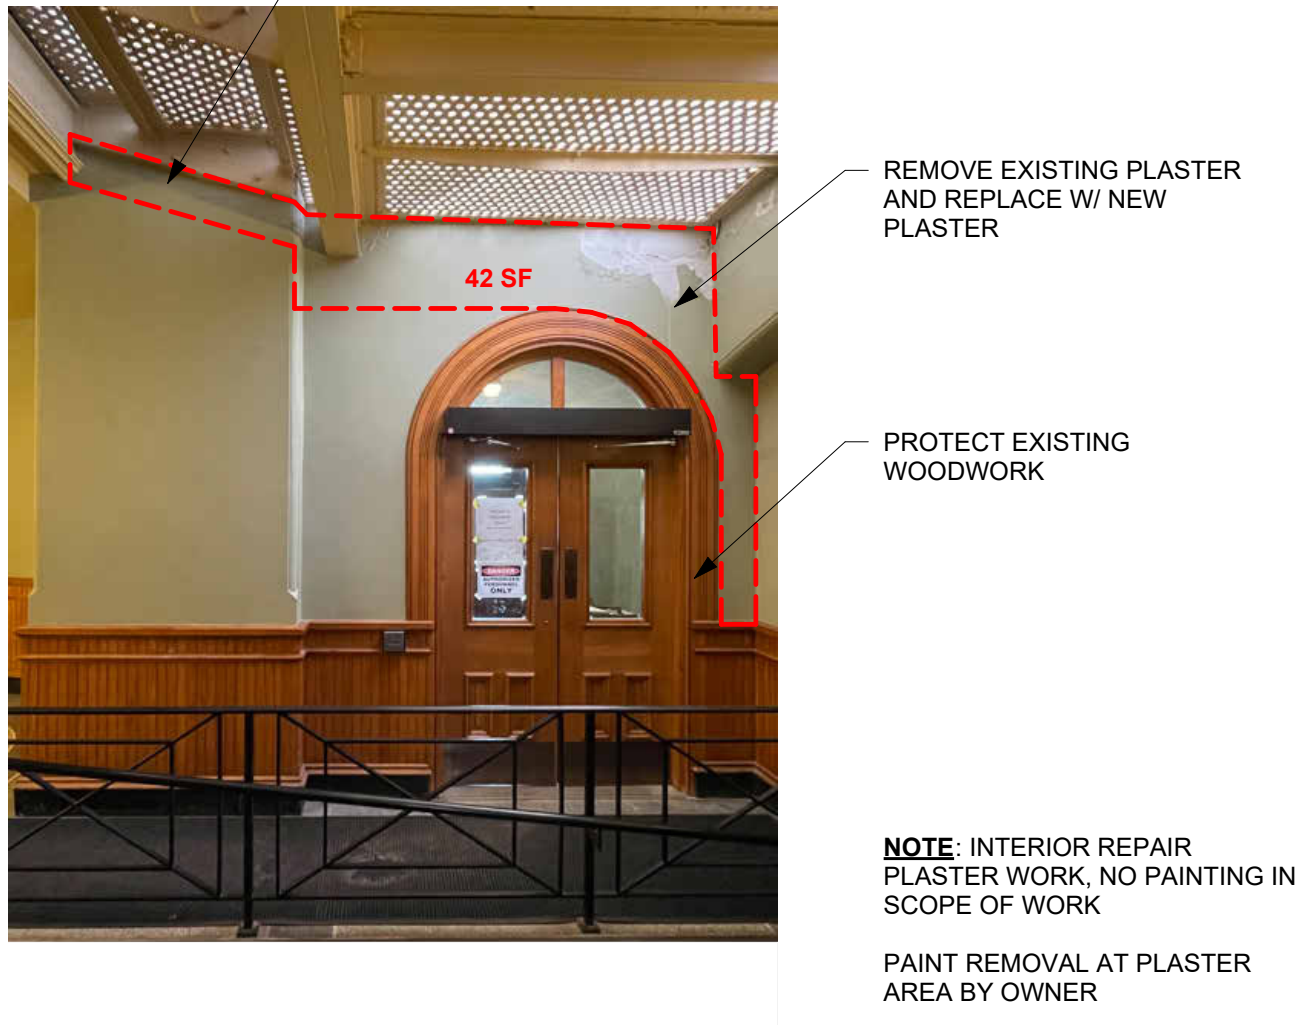 REMOVE EXISTING PLASTER
AND REPLACE W/ NEW
PLASTER
42 SF
PROTECT EXISTING
WOODWORK
DANGER
AUTHORIZED
PERSONNEL
ONLY
NOTE: INTERIOR REPAIR
PLASTER WORK, NO PAINTING IN
SCOPE OF WORK
PAINT REMOVAL AT PLASTER
AREA BY OWNER